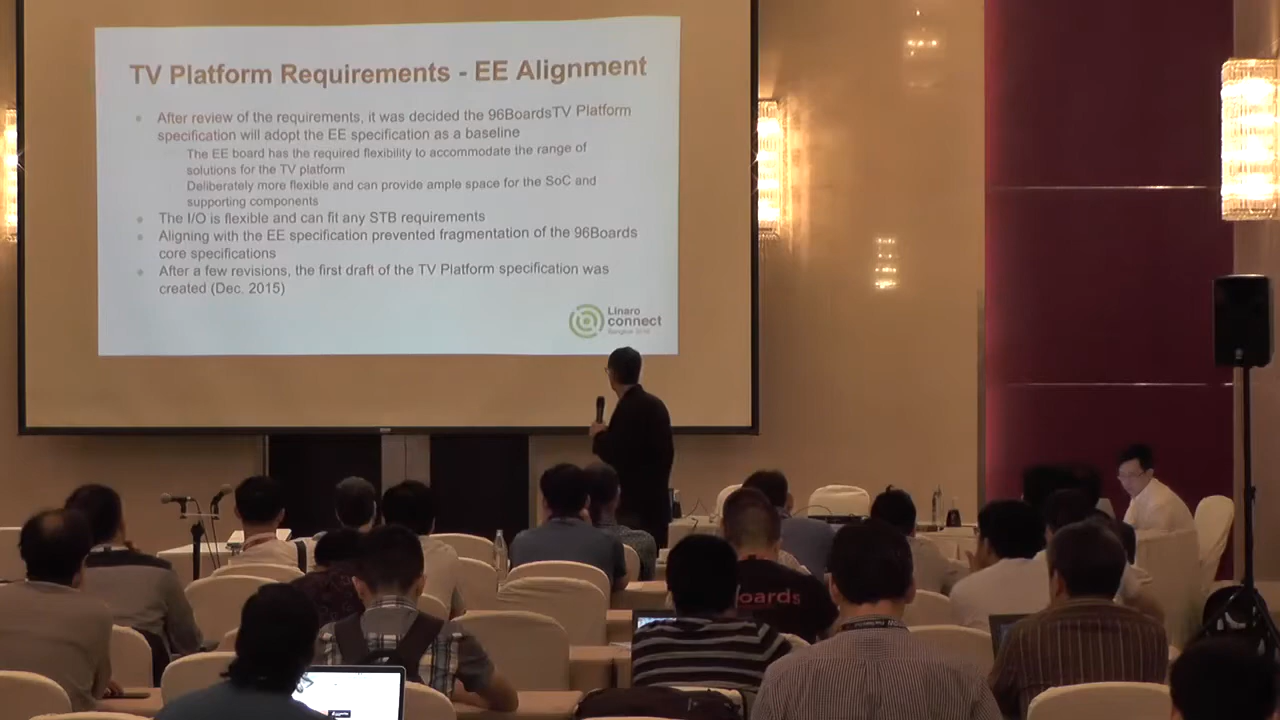 TV Platform Requirements - EE Alignment
After review of the requirements, it was decided the 96BoardsTV Platform
specification will adopt the EE specification as a baseline
The EE board has the required flexibility to accommodate the range of
solutions for the TV platform
Deliberately more flexible and can provide ample space for the SoC and
supporting components
The I/O is flexible and can fit any STB requirements
Aligning with the EE specification prevented fragmentation of the 96Boards
core specifications
After a few revisions, the first draft of the TV Platform specification was
created (Dec. 2015)
Linaro
connect
Bangkok 2016
oards